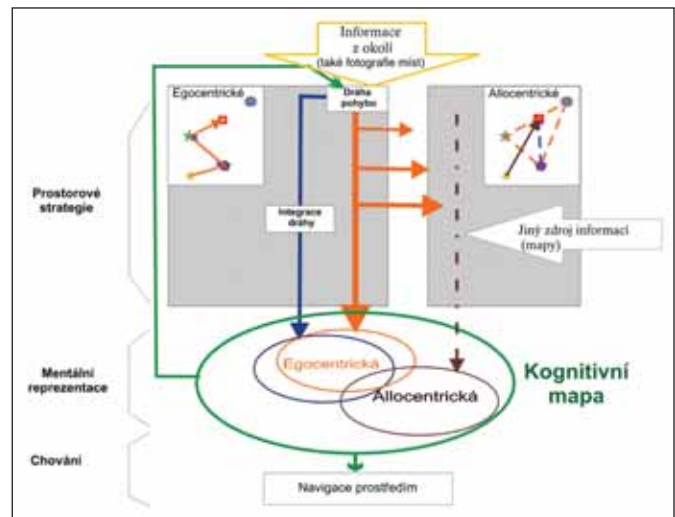 Informace
z okolí
(také fotografie míst)
Egocentrické
Dráha
pohybu
Allocentrické
Prostorové
strategie
Integrace
dráhy
Jiný zdroj informací
(mapy)
Mentální
reprezentace
Egocentrická
Allocentrická
Kognitivní
mapa
Chování
Navigace prostředím